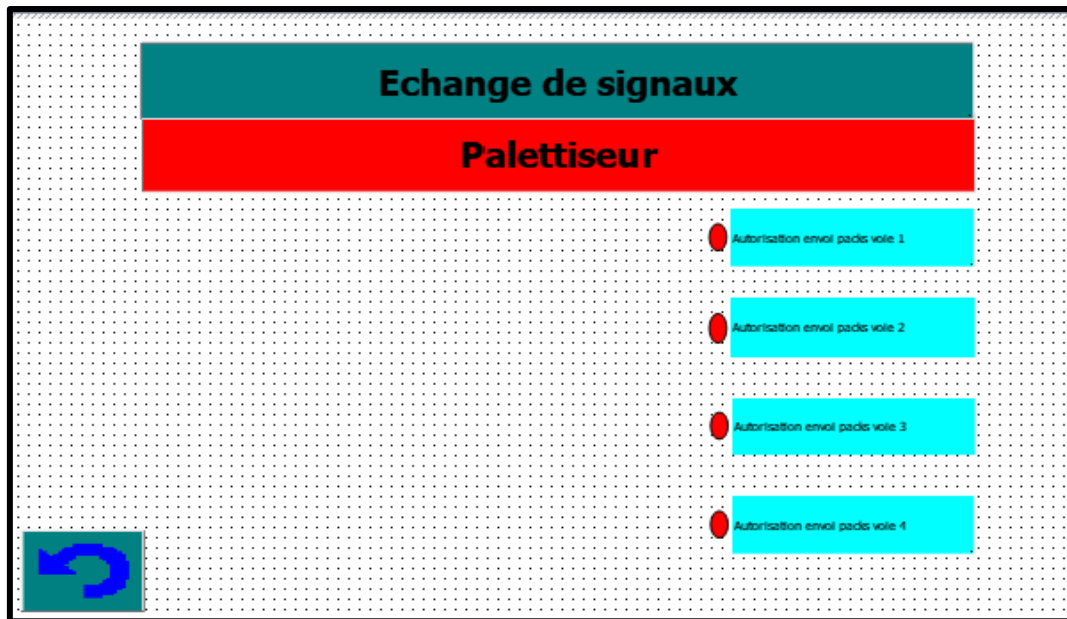 Echange de signaux
Palettiseur
Autorisation envoi packs voie 1
Autorisation envoi packs voie 2
Autorisation envoi packs voie 3
Autorisation envoi packs voie 4